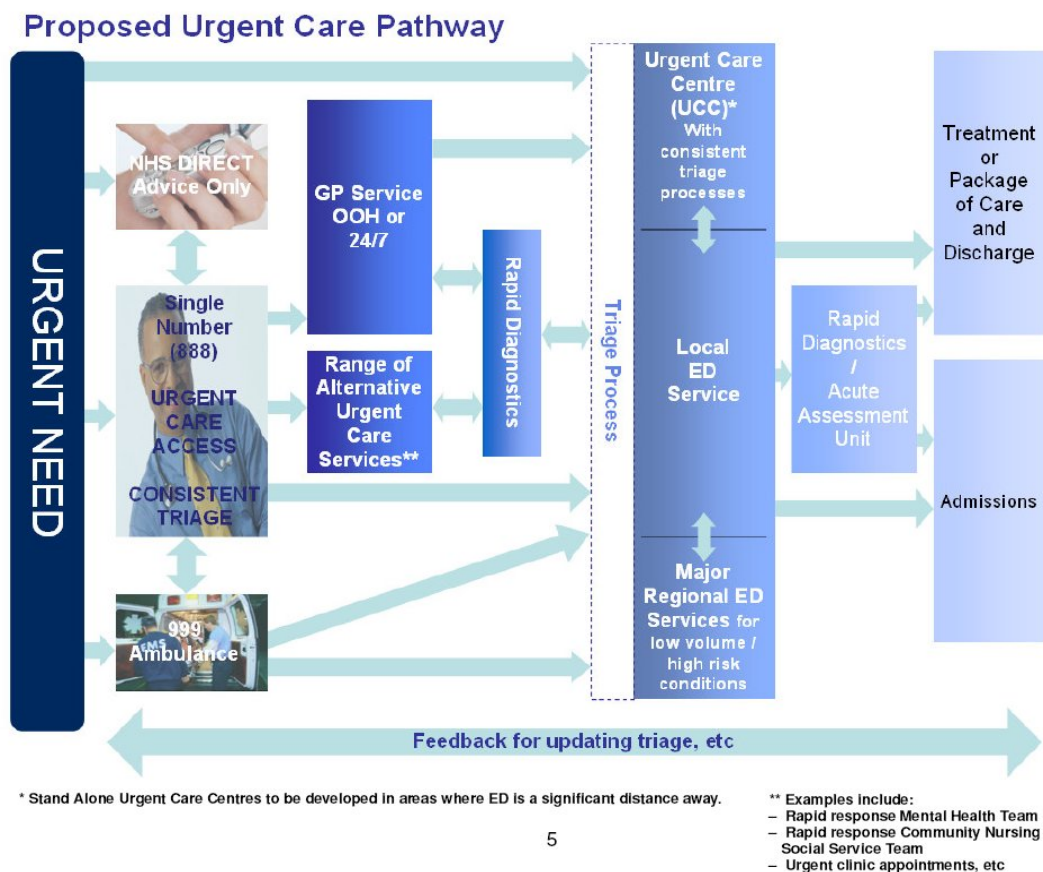 Proposed Urgent Care Pathway
URGENT NEED
NHS DIRECT
Advice Only
Single
Number
(888)
URGENT
CARE
ACCESS
CONSISTENT
TRIAGE
999
Ambulance
EMS
GP Service
OOH or
24/7
Range of
Alternative
Urgent
Care
Services**
Rapid Diagnostics
Triage Process
Urgent Care
Centre
(UCC)*
With
consistent
triage
processes
Local
ED
Service
Major
Regional ED
Services for
low volume /
high risk
conditions
Rapid
Diagnostics
/
Acute
Assessment
Unit
Treatment
or
Package
of Care
and
Discharge
Admissions
Feedback for updating triage, etc
* Stand Alone Urgent Care Centres to be developed in areas where ED is a significant distance away.
** Examples include:
– Rapid response Mental Health Team
– Rapid response Community Nursing
Social Service Team
– Urgent clinic appointments, etc
5